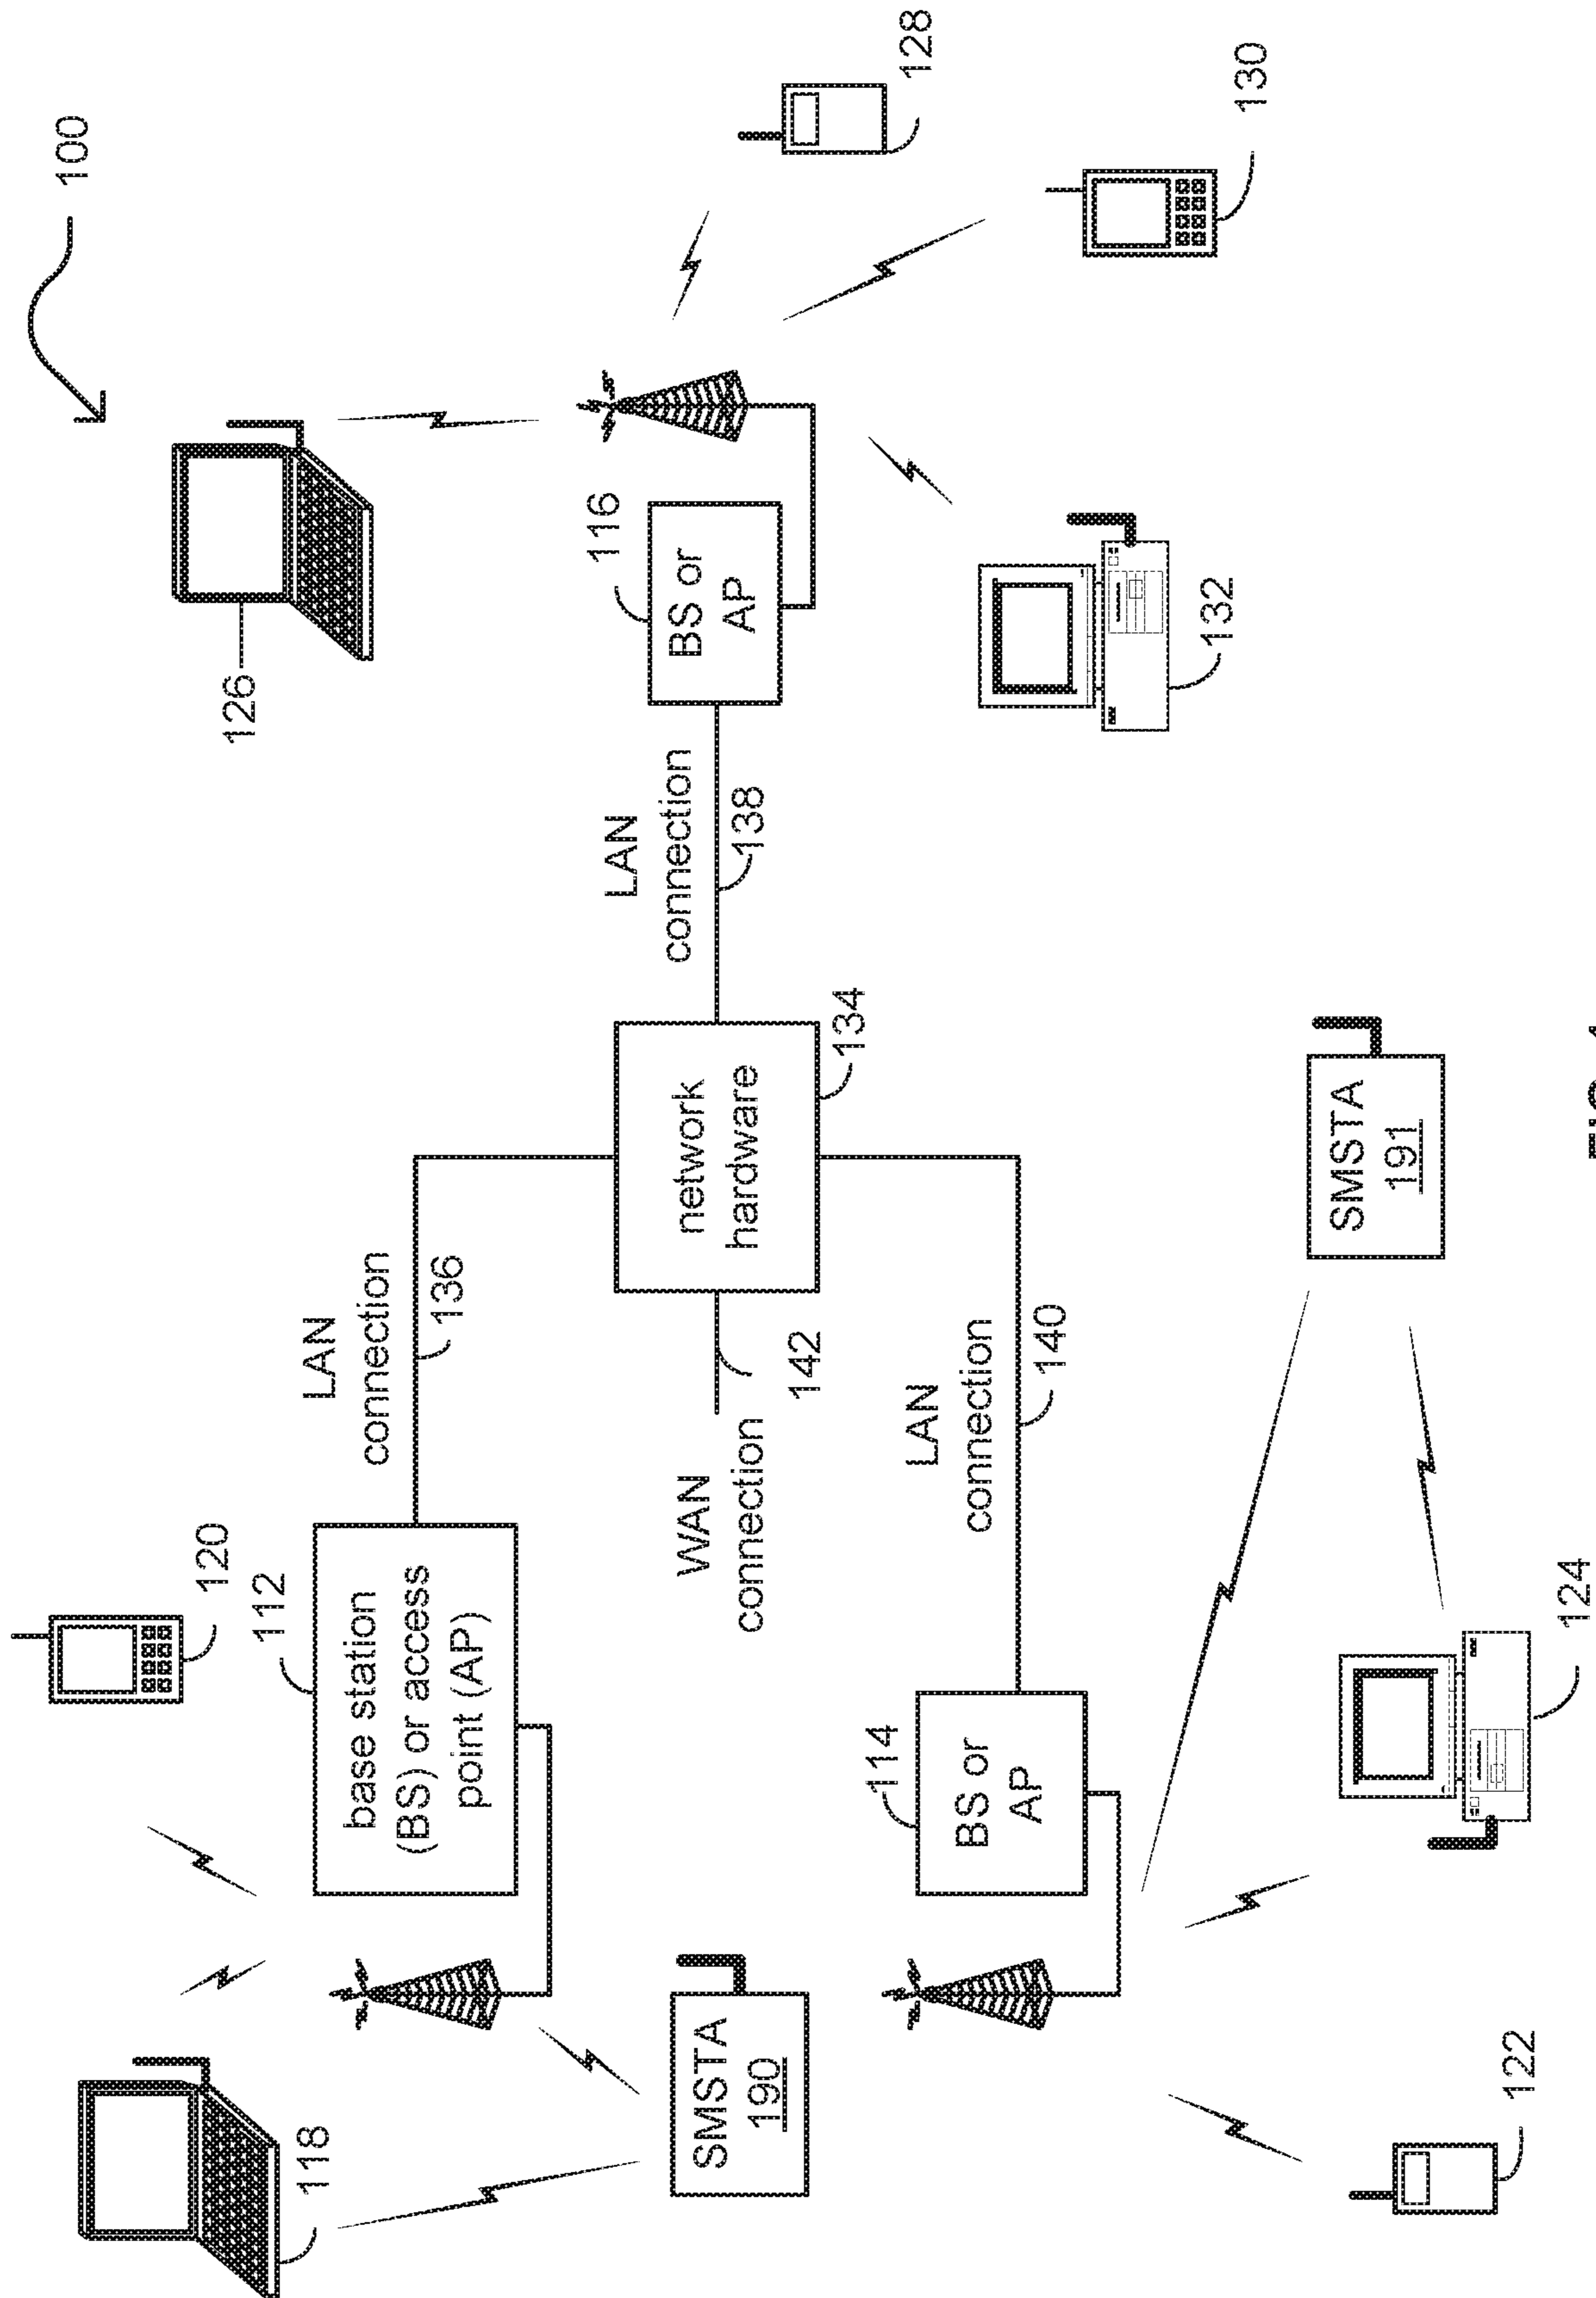 100
126
120
118
112
base station
(BS) or access
point (AP)
LAN
connection
136
116
BS or
AP
128
130
132
LAN
connection
138
network
hardware
134
WAN
connection
142
SMSTA
190
114
BS or
AP
LAN
connection
140
SMSTA
191
122
124